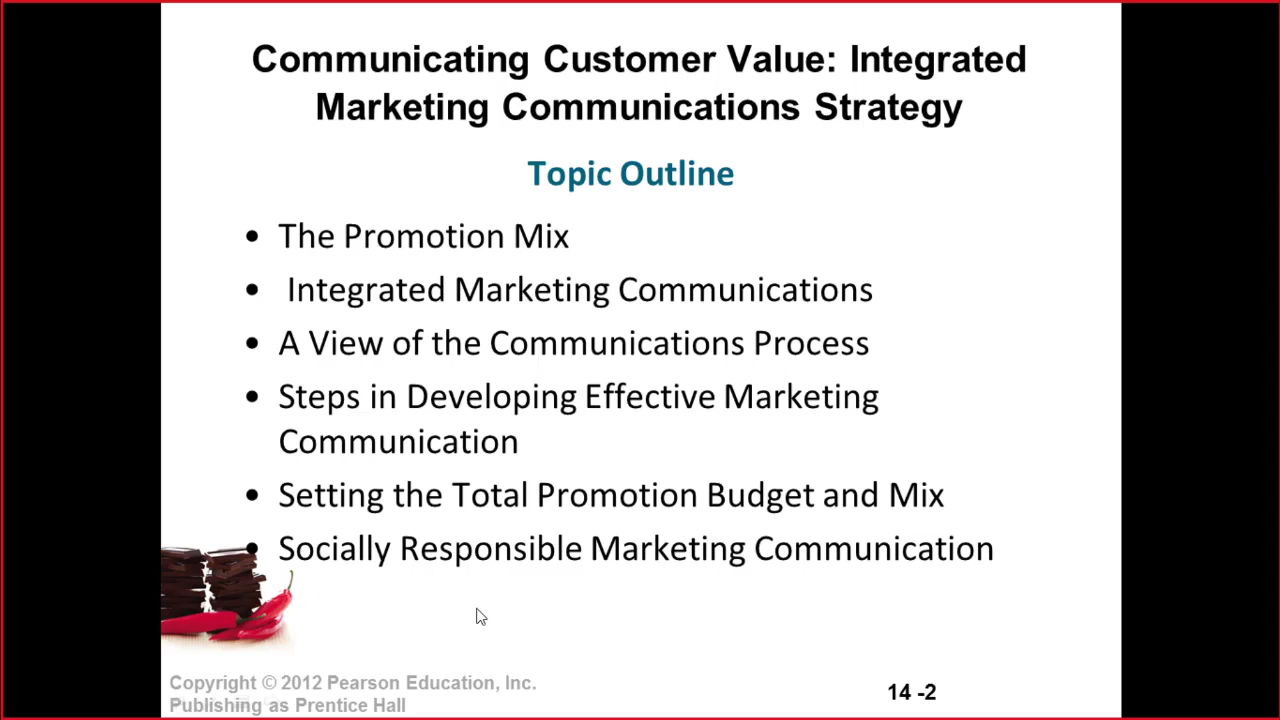 Communicating Customer Value: Integrated
Marketing Communications Strategy
Topic Outline
• The Promotion Mix
• Integrated Marketing Communications
• A View of the Communications Process
• Steps in Developing Effective Marketing
Communication
• Setting the Total Promotion Budget and Mix
• Socially Responsible Marketing Communication
Copyright © 2012 Pearson Education, Inc.
Publishing as Prentice Hall
14 -2